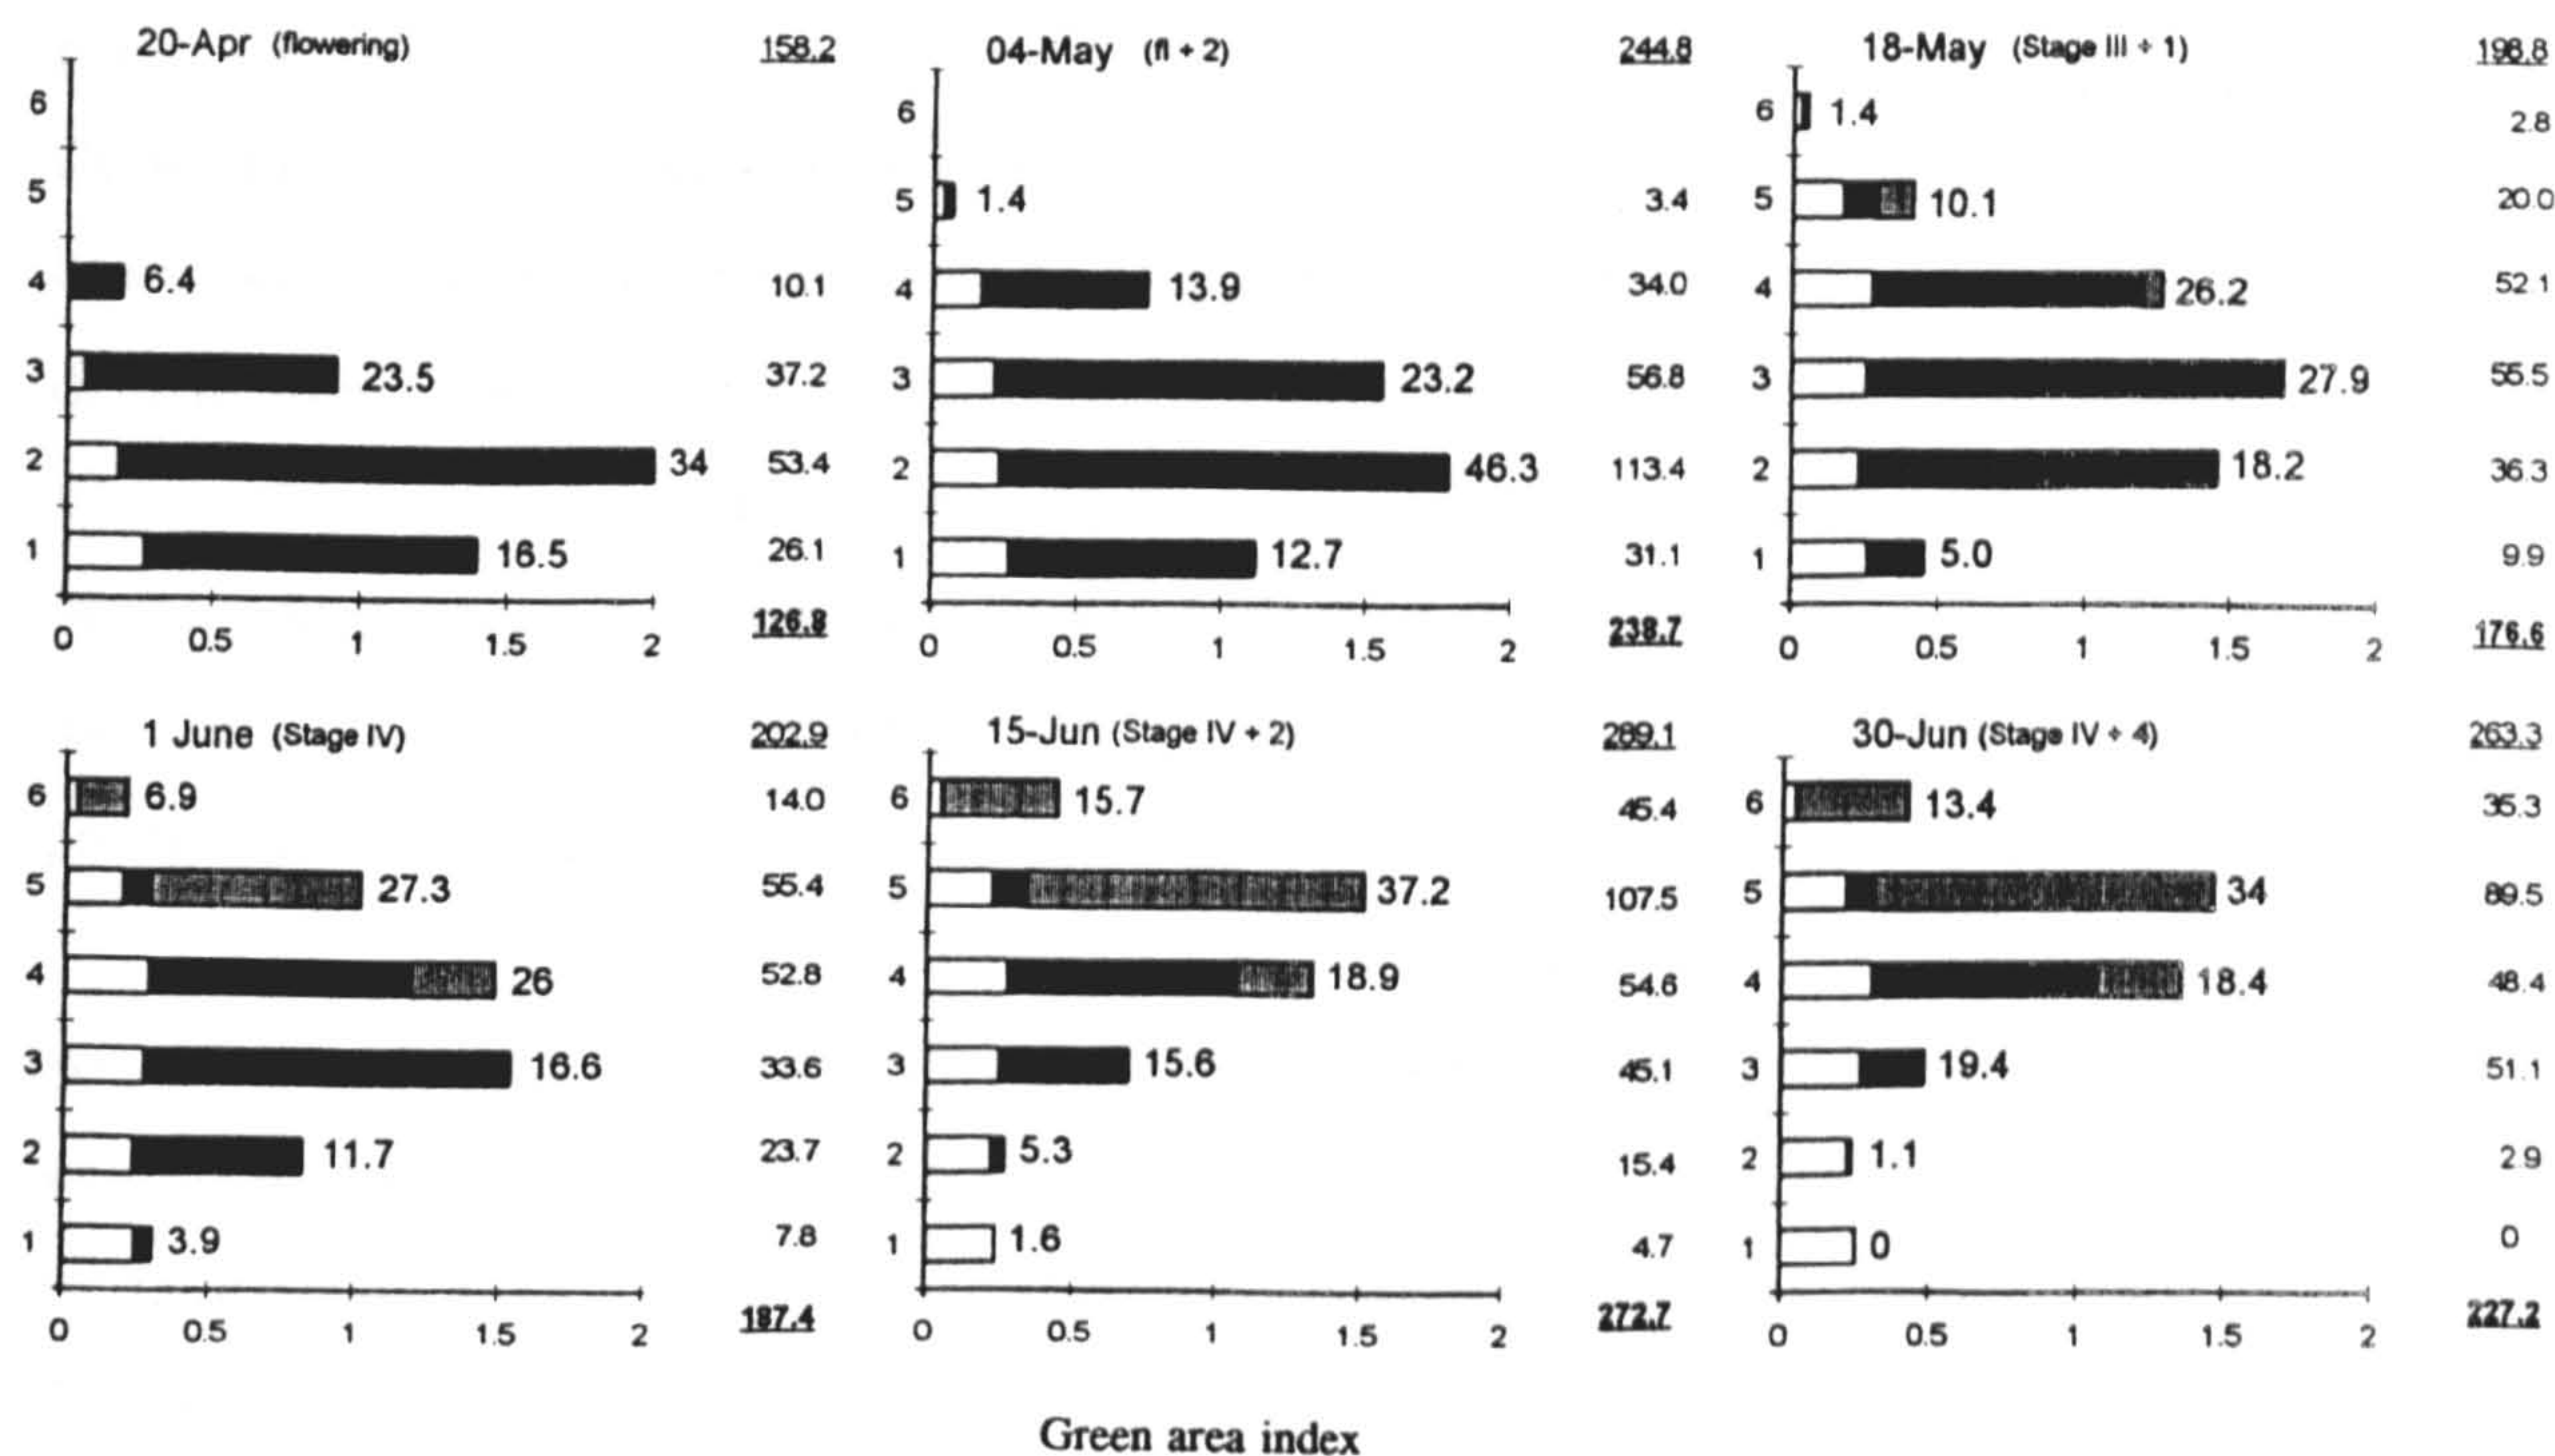 20-Apr (flowering) 158.2
6
5
4 6.4 10.1
3 23.5 37.2
2 34 53.4
1 16.5 26.1
126.8
0 0.5 1 1.5 2
04-May (fl + 2) 244.8
6
5 1.4 3.4
4 13.9 34.0
3 23.2 56.8
2 46.3 113.4
1 12.7 31.1
238.7
0 0.5 1 1.5 2
18-May (Stage III + 1) 198.8
6 1.4 2.8
5 10.1 20.0
4 26.2 52.1
3 27.9 55.5
2 18.2 36.3
1 5.0 9.9
176.6
0 0.5 1 1.5 2
1 June (Stage IV) 202.9
6 6.9 14.0
5 27.3 55.4
4 26 52.8
3 16.6 33.6
2 11.7 23.7
1 3.9 7.8
187.4
0 0.5 1 1.5 2
15-Jun (Stage IV + 2) 289.1
6 15.7 45.4
5 37.2 107.5
4 18.9 54.6
3 15.6 45.1
2 5.3 15.4
1 1.6 4.7
272.7
0 0.5 1 1.5 2
30-Jun (Stage IV + 4) 263.3
6 13.4 35.3
5 34 89.5
4 18.4 48.4
3 19.4 51.1
2 1.1 2.9
1 0 0
227.2
0 0.5 1 1.5 2
Green area index